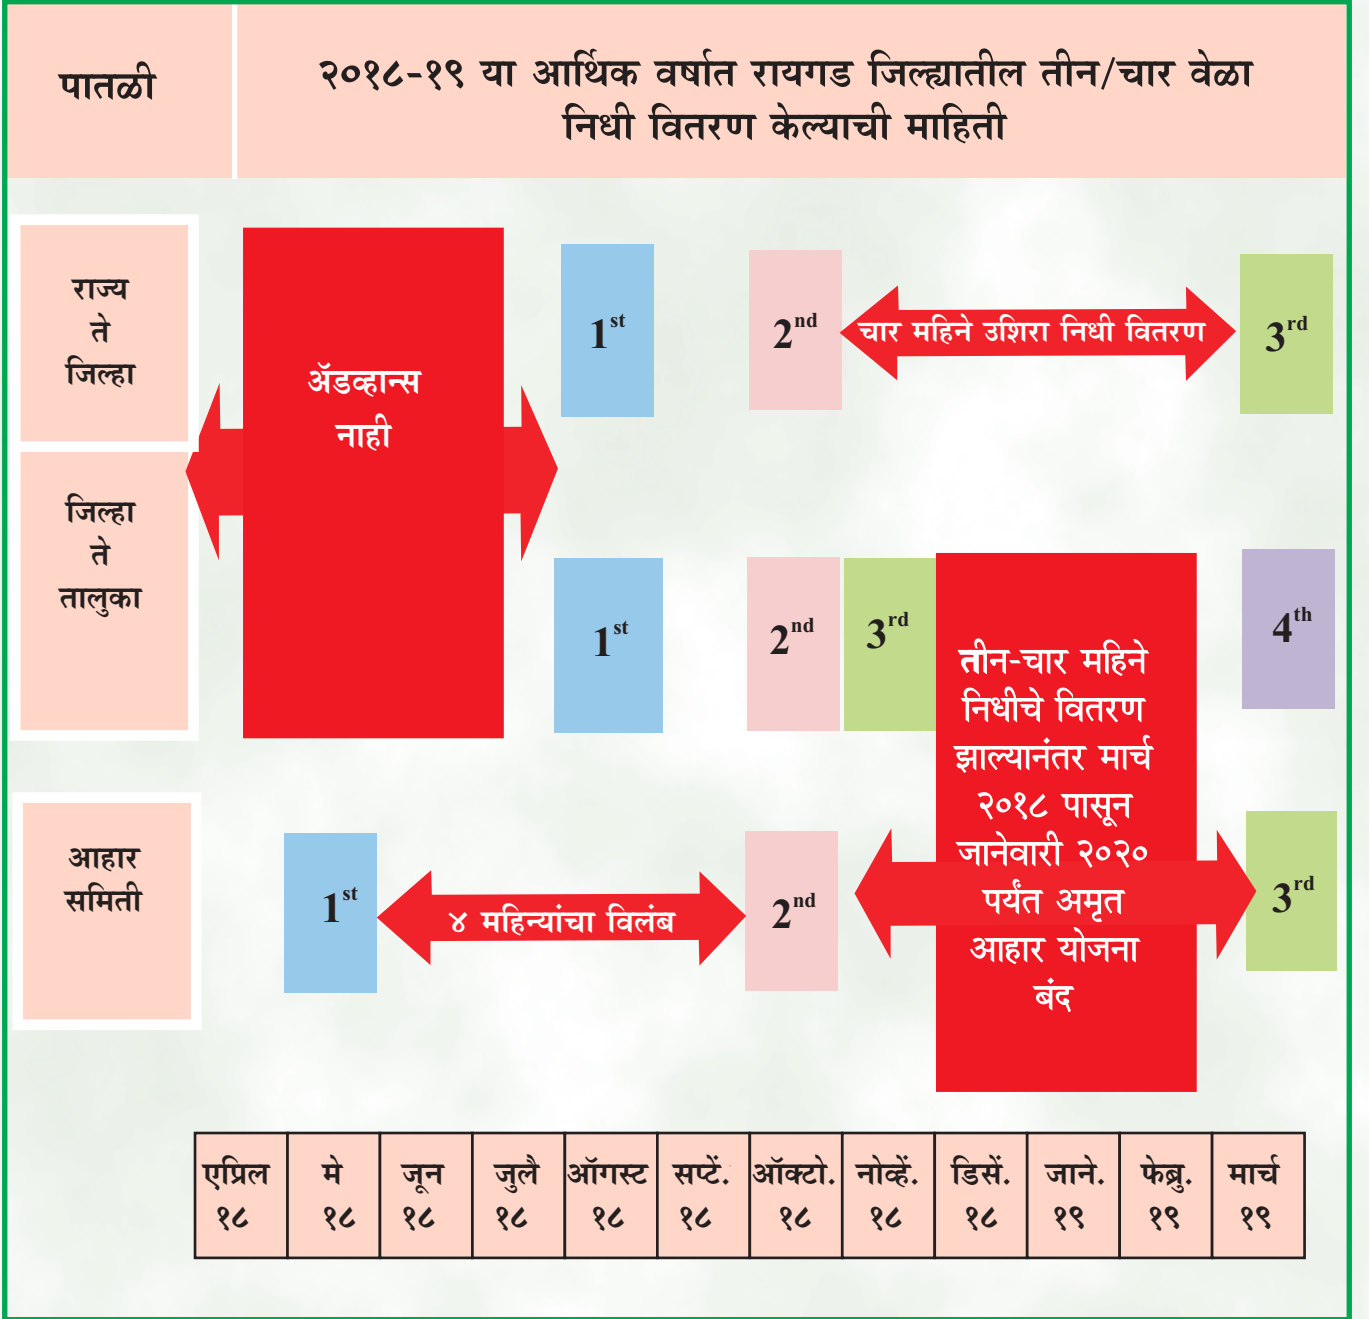 पातळी
२०१८-१९ या आर्थिक वर्षात रायगड जिल्ह्यातील तीन/चार वेळा
निधी वितरण केल्याची माहिती
राज्य
ते
जिल्हा
ॲडव्हान्स
नाही
1st
2nd
चार महिने उशिरा निधी वितरण
3rd
जिल्हा
ते
तालुका
1st
2nd
3rd
तीन-चार महिने
निधीचे वितरण
झाल्यानंतर मार्च
२०१८ पासून
जानेवारी २०२०
पर्यंत अमृत
आहार योजना
बंद
4th
आहार
समिती
1st
४ महिन्यांचा विलंब
2nd
3rd
एप्रिल १८
मे १८
जून १८
जुलै १८
ऑगस्ट १८
सप्टें. १८
ऑक्टो. १८
नोव्हें. १८
डिसें. १८
जाने. १९
फेब्रु. १९
मार्च १९